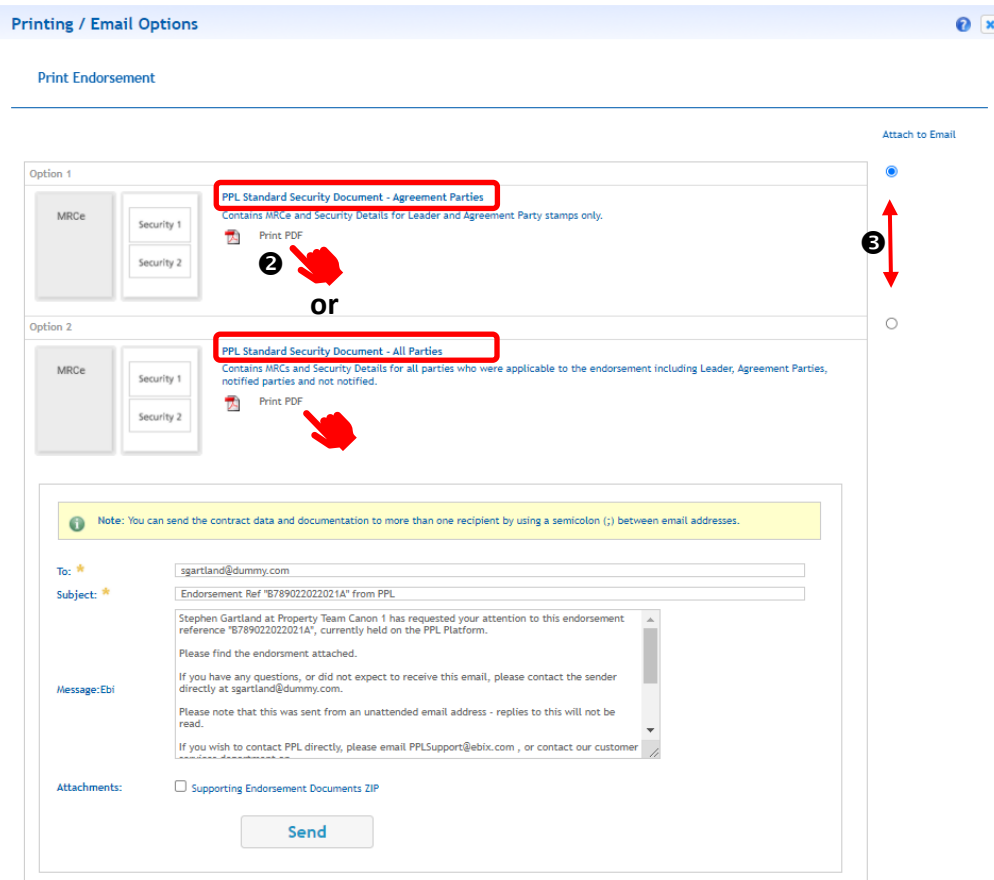 Printing / Email Options
Print Endorsement
Attach to Email
Option 1
MRCe
Security 1
Security 2
PPL Standard Security Document - Agreement Parties
Contains MRCe and Security Details for Leader and Agreement Party stamps only.
Print PDF
❷
❸
or
Option 2
MRCe
Security 1
Security 2
PPL Standard Security Document - All Parties
Contains MRCs and Security Details for all parties who were applicable to the endorsement including Leader, Agreement Parties,
notified parties and not notified.
Print PDF
Note: You can send the contract data and documentation to more than one recipient by using a semicolon (;) between email addresses.
To: *
sgartland@dummy.com
Subject: *
Endorsement Ref "B789022022021A" from PPL
Message:Ebi
Stephen Gartland at Property Team Canon 1 has requested your attention to this endorsement
reference "B789022022021A", currently held on the PPL Platform.
Please find the endorsment attached.
If you have any questions, or did not expect to receive this email, please contact the sender
directly at sgartland@dummy.com.
Please note that this was sent from an unattended email address - replies to this will not be
read.
If you wish to contact PPL directly, please email PPLSupport@ebix.com , or contact our customer
Attachments:
Supporting Endorsement Documents ZIP
Send